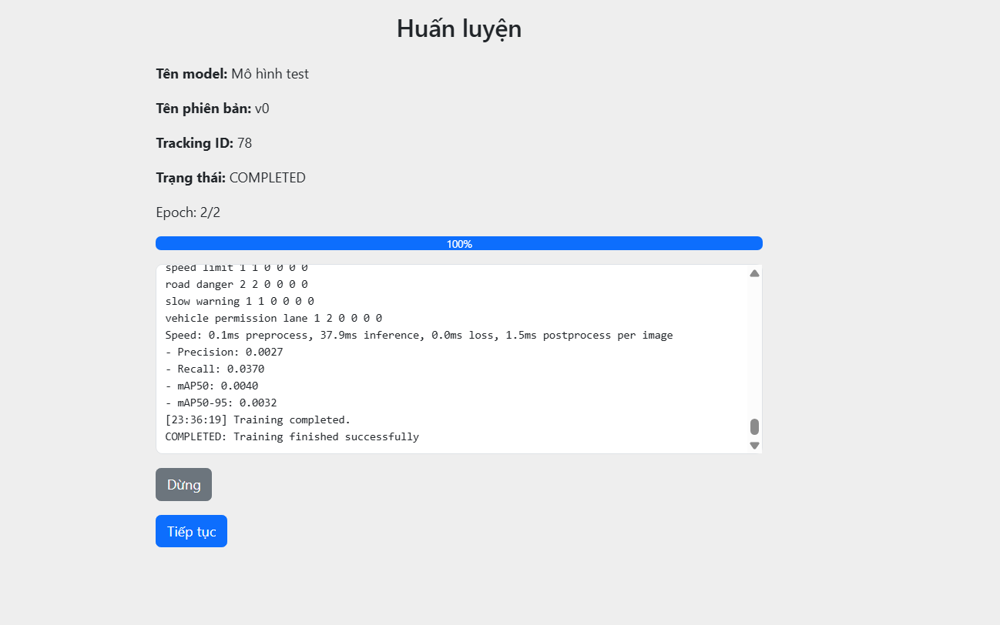 Huấn luyện
Tên model: Mô hình test
Tên phiên bản: v0
Tracking ID: 78
Trạng thái: COMPLETED
Epoch: 2/2
100%
speed limit 1 1 0 0 0 0
road danger 2 2 0 0 0 0
slow warning 1 1 0 0 0 0
vehicle permission lane 1 2 0 0 0 0
Speed: 0.1ms preprocess, 37.9ms inference, 0.0ms loss, 1.5ms postprocess per image
- Precision: 0.0027
- Recall: 0.0370
- mAP50: 0.0040
- mAP50-95: 0.0032
[23:36:19] Training completed.
COMPLETED: Training finished successfully
Dừng
Tiếp tục